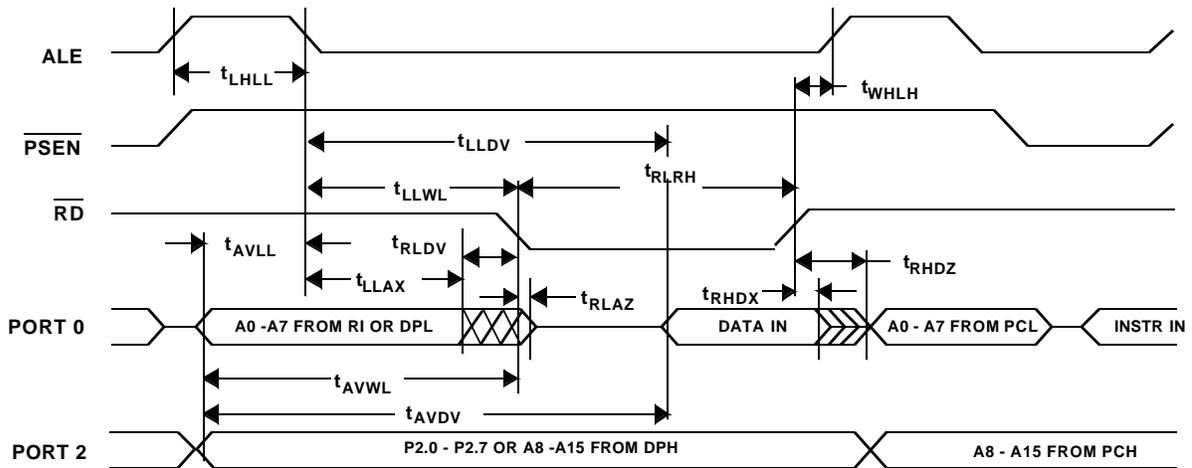 ALE
tLHLL
tWHLH
PSEN
tLLDV
tLLWL
tRLRH
RD
tAVLL
tRLDV
tLLAX
tRLAZ
tRHDX
tRHDZ
PORT 0
A0 -A7 FROM RI OR DPL
DATA IN
A0 - A7 FROM PCL
INSTR IN
tAVWL
tAVDV
PORT 2
P2.0 - P2.7 OR A8 -A15 FROM DPH
A8 - A15 FROM PCH